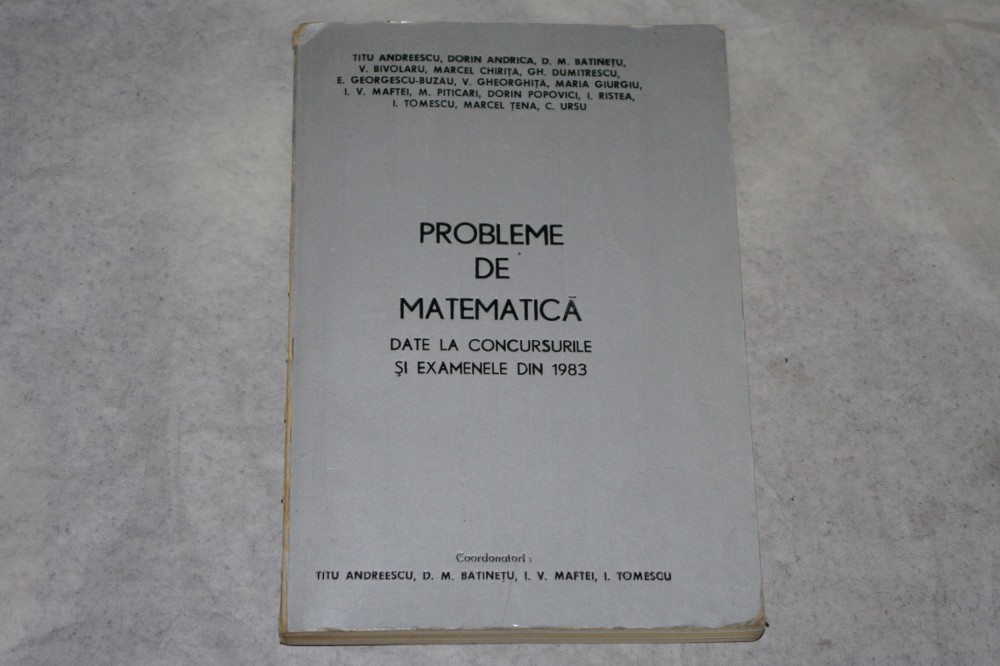 TITU ANDREESCU, DORIN ANDRICA, D. M. BATINEȚU,
V. BIVOLARU, MARCEL CHIRIȚA, GH. DUMITRESCU,
E. GEORGESCU-BUZAU, V. GHEORGHIȚA, MARIA GIURGIU,
I. V. MAFTEI, M. PITICARI, DORIN POPOVICI, I. RISTEA,
I. TOMESCU, MARCEL ȚENA, C. URSU
PROBLEME
DE
MATEMATICĂ
DATE LA CONCURSURILE
ȘI EXAMENELE DIN 1983
Coordonatori :
TITU ANDREESCU, D. M. BATINEȚU, I. V. MAFTEI, I. TOMESCU